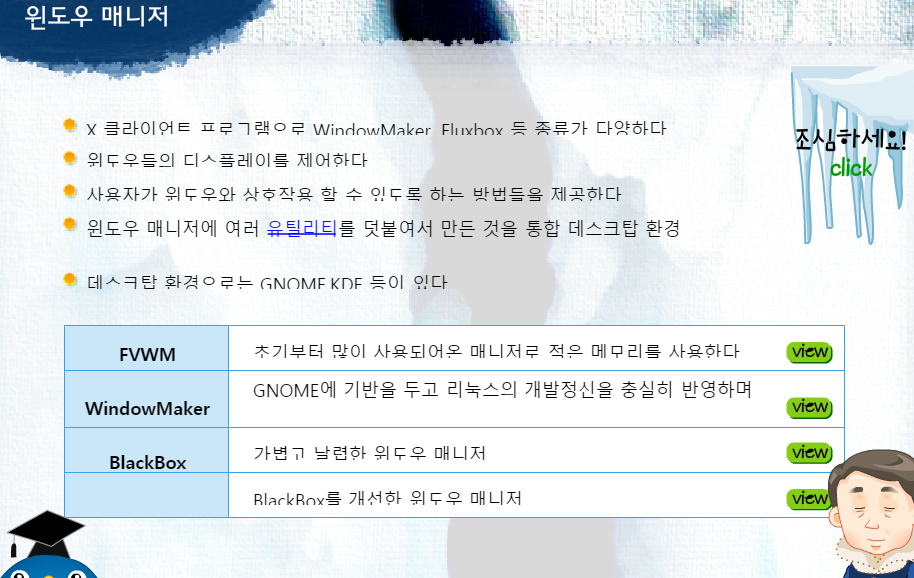 윈도우 매니저
X 클라이언트 프로그램으로 WindowMaker, Fluxbox 등 종류가 다양하다
윈도우들의 디스플레이를 제어하다
사용자가 윈도우와 상호작용 할 수 있도록 하는 방법들을 제공한다
윈도우 매니저에 여러 유틸리티를 덧붙여서 만든 것을 통합 데스크탑 환경
데스크탑 환경으로는 GNOME,KDE 등이 있다
조심하세요!
click
FVWM
초기부터 많이 사용되어온 매니저로 적은 메모리를 사용한다
view
WindowMaker
GNOME에 기반을 두고 리눅스의 개발정신을 충실히 반영하며
view
BlackBox
가볍고 날렵한 윈도우 매니저
view
BlackBox를 개선한 윈도우 매니저
view